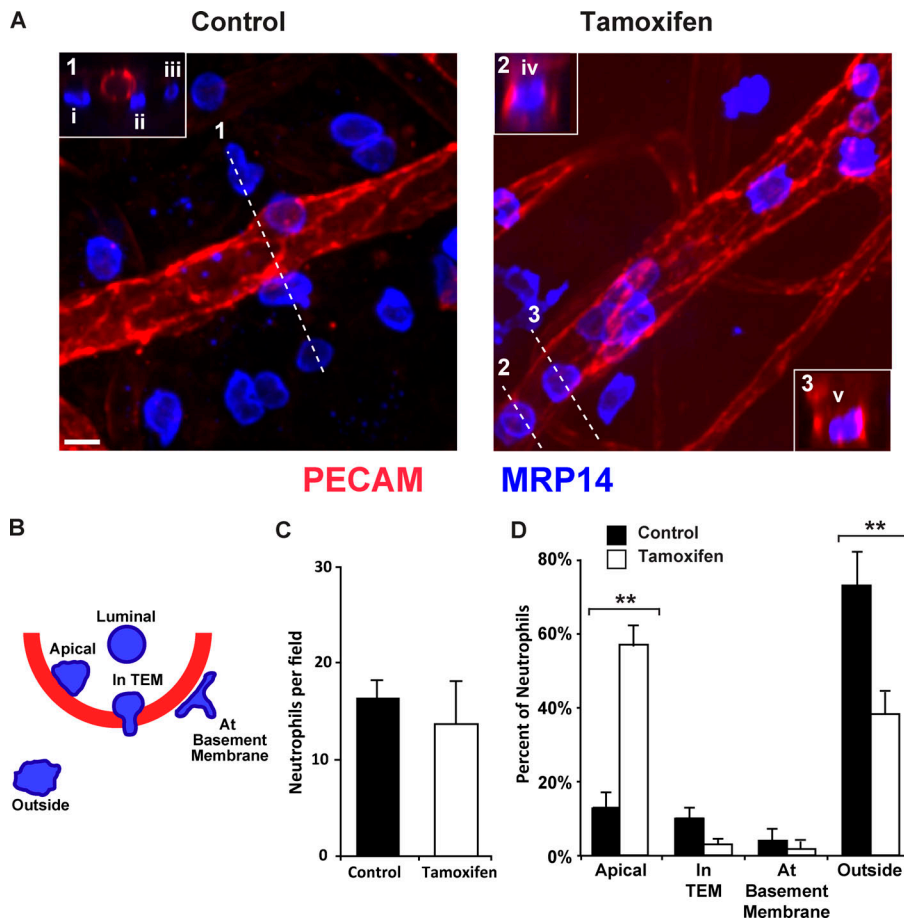 A
Control
Tamoxifen
1
i
ii
iii
1
2
iv
3
2
3
v
PECAM
MRP14
B
Luminal
Apical
In TEM
At
Basement
Membrane
Outside
C
Neutrophils per field
30
20
10
0
Control
Tamoxifen
D
Control
Tamoxifen
Percent of Neutrophils
80%
60%
40%
20%
0%
**
**
Apical
In
TEM
At
Basement
Membrane
Outside